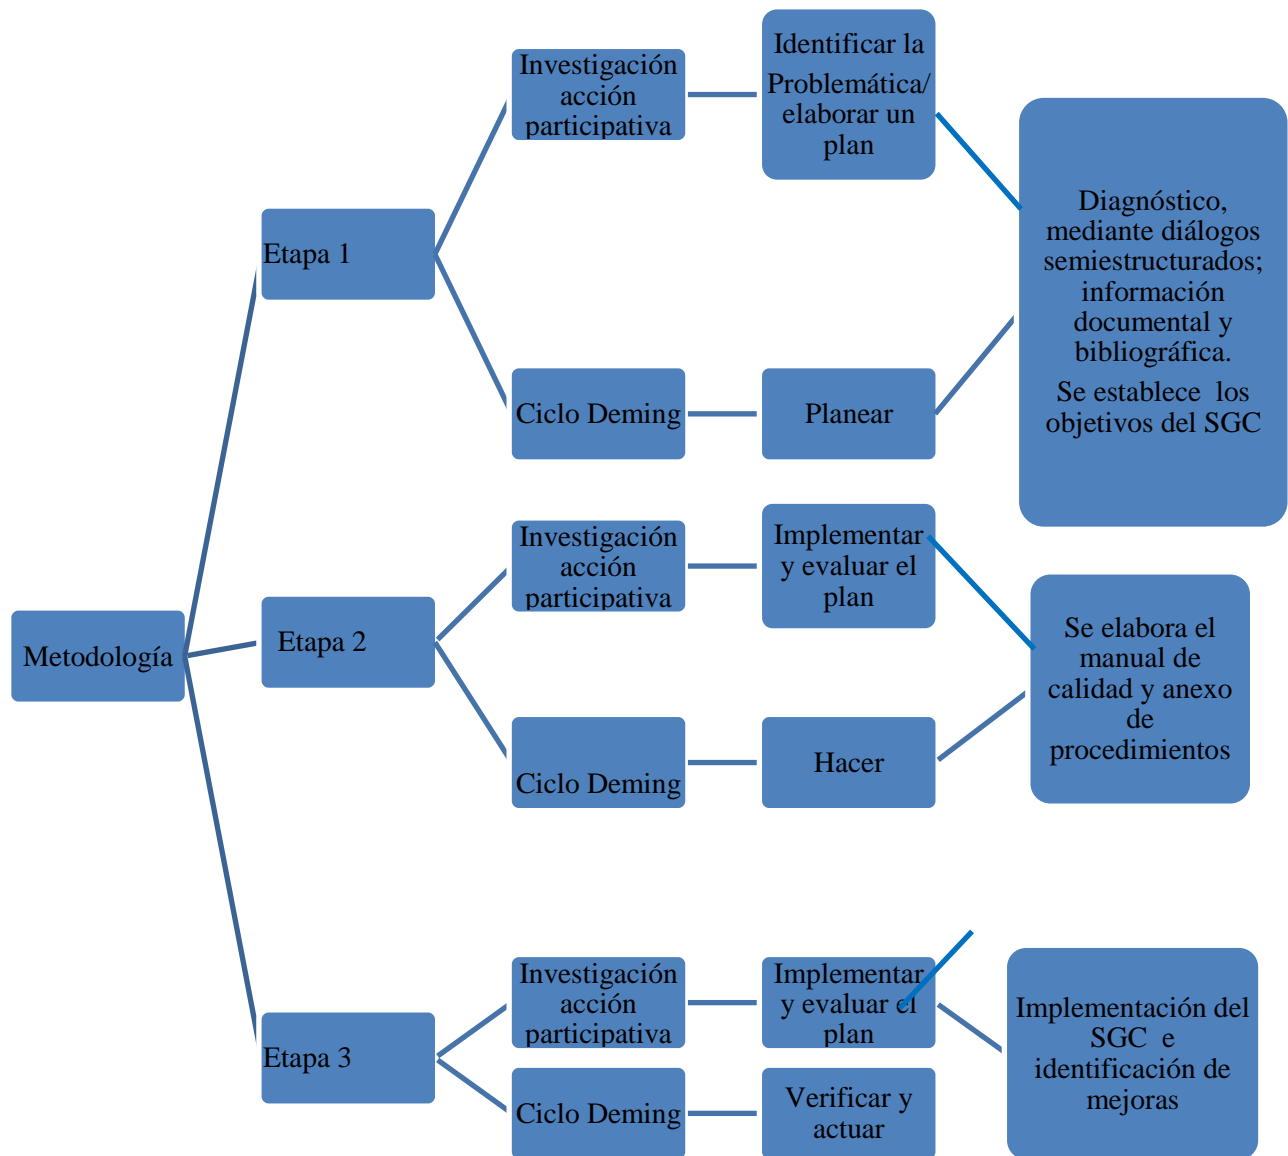 Metodología
Etapa 1
Investigación
acción
participativa
Identificar la
Problemática/
elaborar un
plan
Ciclo Deming
Planear
Diagnóstico,
mediante diálogos
semiestructurados;
información
documental y
bibliográfica.
Se establece los
objetivos del SGC
Etapa 2
Investigación
acción
participativa
Implementar
y evaluar el
plan
Ciclo Deming
Hacer
Se elabora el
manual de
calidad y anexo
de
procedimientos
Etapa 3
Investigación
acción
participativa
Implementar
y evaluar el
plan
Ciclo Deming
Verificar y
actuar
Implementación del
SGC e
identificación de
mejoras